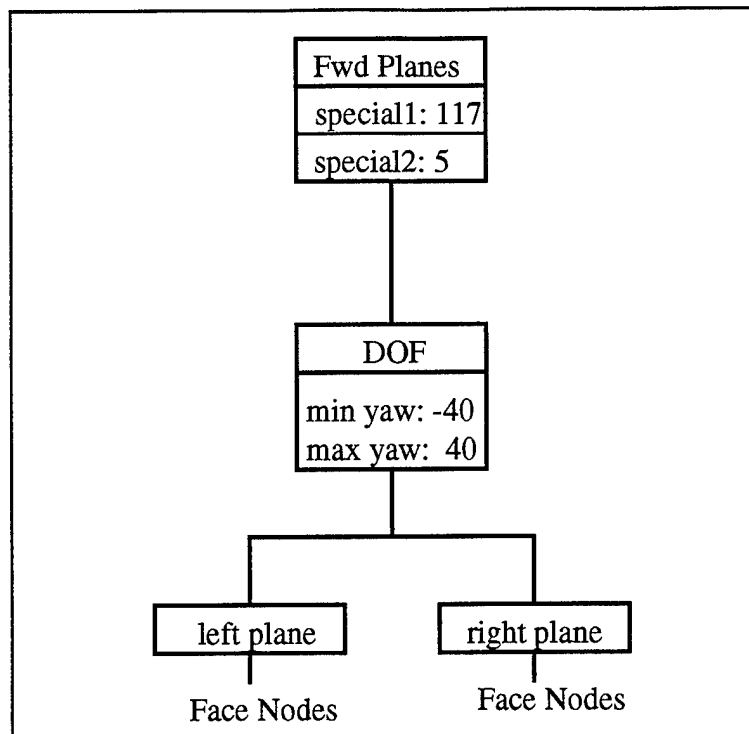 Fwd Planes
special1: 117
special2: 5
DOF
min yaw: -40
max yaw: 40
left plane
right plane
Face Nodes
Face Nodes